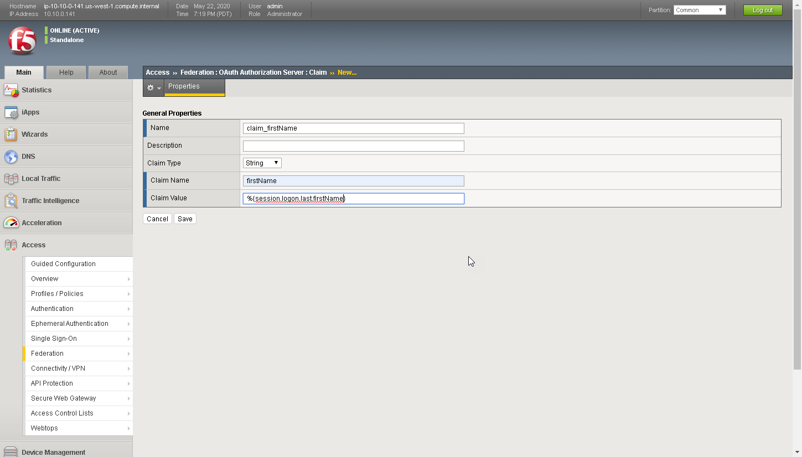 Hostname ip-10-10-0-141.us-west-1.compute.internal Date May 22, 2020 User admin
IP Address 10.10.0.141 Time 7:19 PM (PDT) Role Administrator
Partition: Common Log out
f5
ONLINE (ACTIVE)
Standalone
Main Help About
Access ›› Federation : OAuth Authorization Server : Claim ›› New...
Properties
Statistics
iApps
Wizards
DNS
Local Traffic
Traffic Intelligence
Acceleration
Access
Guided Configuration
Overview
Profiles / Policies
Authentication
Ephemeral Authentication
Single Sign-On
Federation
Connectivity / VPN
API Protection
Secure Web Gateway
Access Control Lists
Webtops
Device Management
General Properties
Name claim_firstName
Description
Claim Type String
Claim Name firstName
Claim Value %{session.logon.last.firstName}
Cancel Save